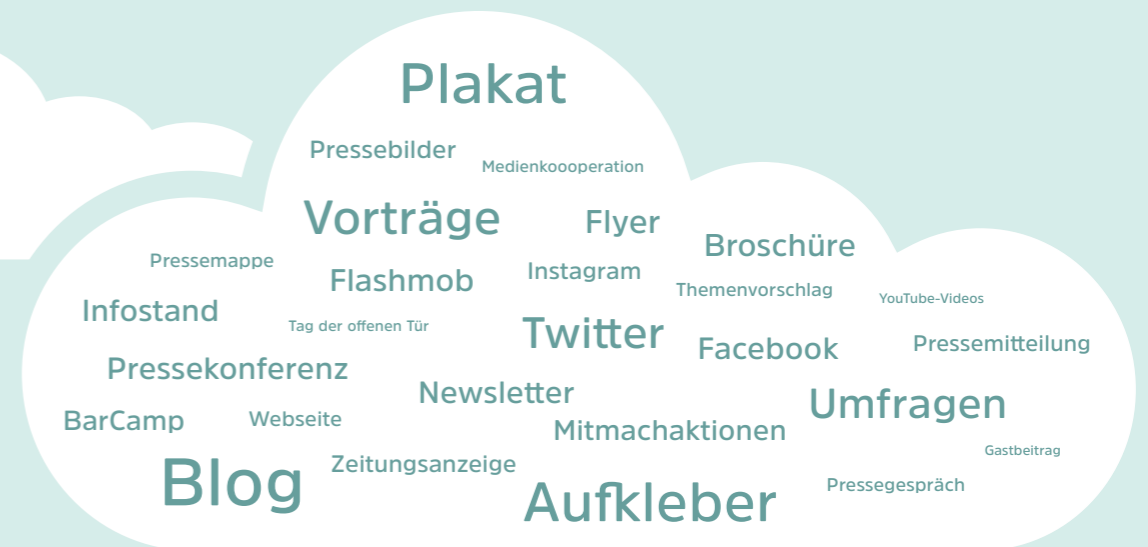 Plakat
Pressebilder
Medienkoooperation
Vorträge
Flyer
Broschüre
Pressemappe
Flashmob
Instagram
Themenvorschlag
YouTube-Videos
Infostand
Tag der offenen Tür
Twitter
Facebook
Pressemitteilung
Pressekonferenz
Newsletter
Umfragen
BarCamp
Webseite
Mitmachaktionen
Gastbeitrag
Blog
Zeitungsanzeige
Aufkleber
Pressegespräch